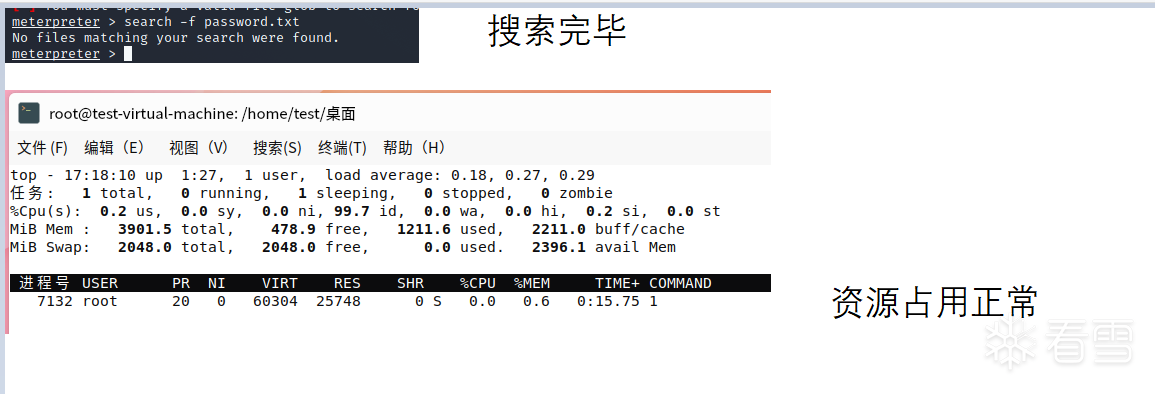 meterpreter > search -f password.txt
No files matching your search were found.
meterpreter >
搜索完毕
root@test-virtual-machine: /home/test/桌面
文件 (F) 编辑（E） 视图（V） 搜索(S) 终端(T) 帮助（H）
top - 17:18:10 up  1:27,  1 user,  load average: 0.18, 0.27, 0.29
任务:   1 total,   0 running,   1 sleeping,   0 stopped,   0 zombie
%Cpu(s):  0.2 us,  0.0 sy,  0.0 ni, 99.7 id,  0.0 wa,  0.0 hi,  0.2 si,  0.0 st
MiB Mem :   3901.5 total,    478.9 free,   1211.6 used,   2211.0 buff/cache
MiB Swap:   2048.0 total,   2048.0 free,      0.0 used.   2396.1 avail Mem
进程号 USER      PR  NI    VIRT    RES    SHR    %CPU  %MEM     TIME+ COMMAND
7132 root      20   0   60304  25748      0 S   0.0   0.6   0:15.75 1
资源占用正常
看雪